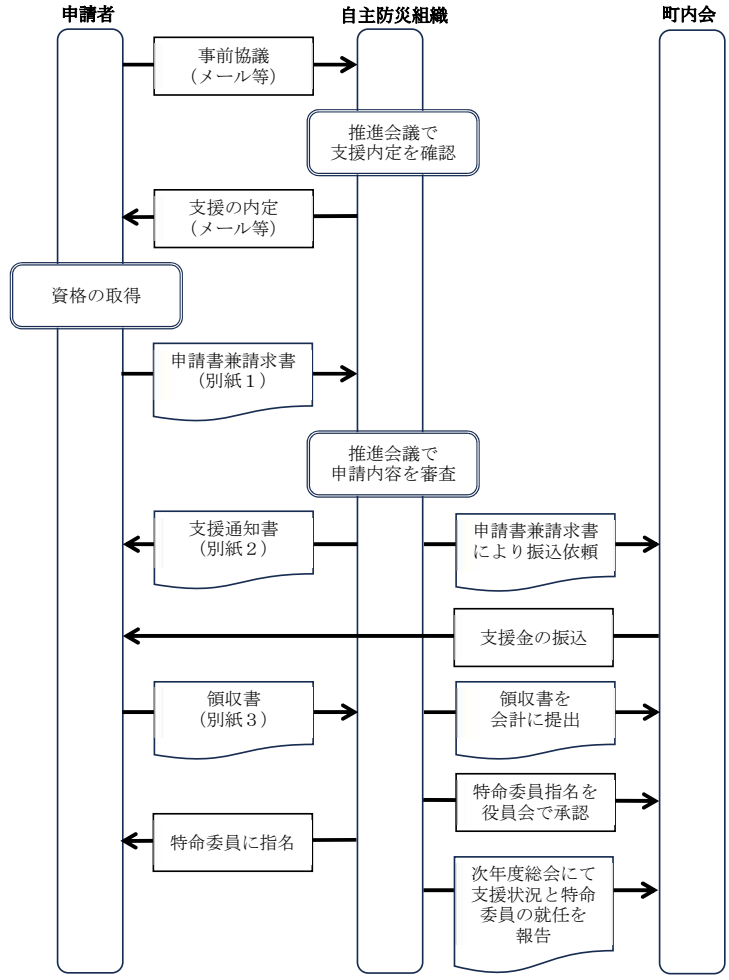 申請者
自主防災組織
町内会
事前協議
（メール等）
推進会議で
支援内定を確認
支援の内定
（メール等）
資格の取得
申請書兼請求書
（別紙１）
推進会議で
申請内容を審査
支援通知書
（別紙２）
申請書兼請求書
により振込依頼
支援金の振込
領収書
（別紙３）
領収書を
会計に提出
特命委員指名を
役員会で承認
特命委員に指名
次年度総会にて
支援状況と特命
委員の就任を
報告